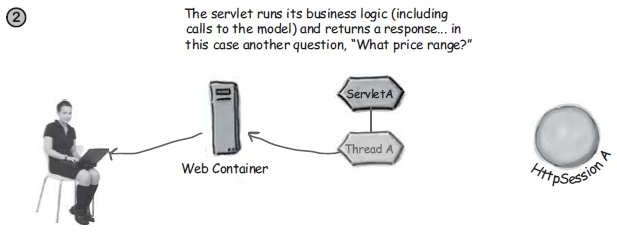 2
The servlet runs its business logic (including
calls to the model) and returns a response... in
this case another question, “What price range?”
ServletA
Thread A
Web Container
HttpSession A